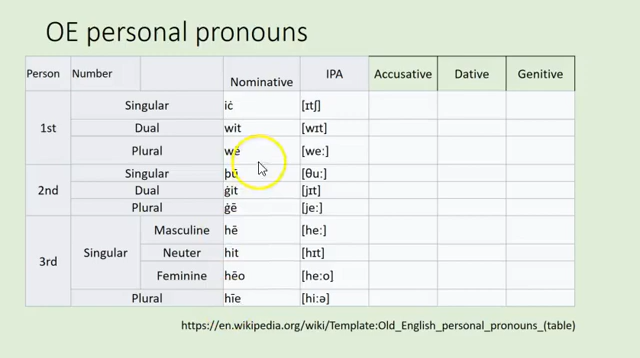 OE personal pronouns
Person Number Nominative IPA Accusative Dative Genitive
1st Singular iċ [ɪtʃ]
Dual wit [wɪt]
Plural wē [weː]
2nd Singular þū [θuː]
Dual ġit [jɪt]
Plural ġē [jeː]
3rd Singular Masculine hē [heː]
Neuter hit [hɪt]
Feminine hēo [heːo]
Plural hīe [hiːə]
https://en.wikipedia.org/wiki/Template:Old_English_personal_pronouns_(table)